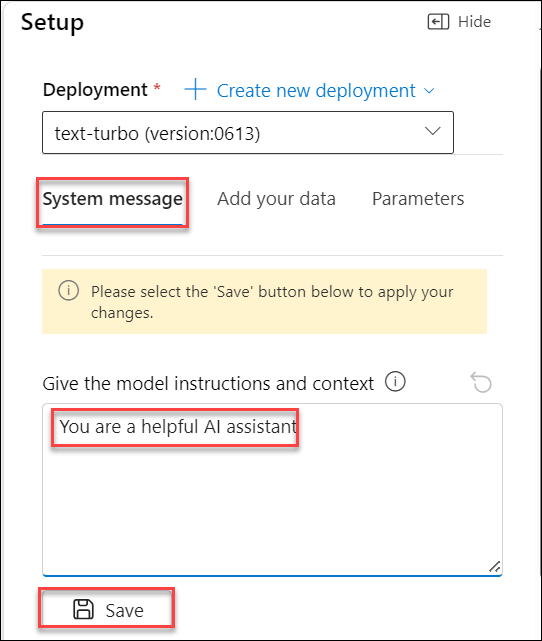 Setup
Hide
Deployment * + Create new deployment
text-turbo (version:0613)
System message Add your data Parameters
Please select the 'Save' button below to apply your
changes.
Give the model instructions and context
You are a helpful AI assistant
Save